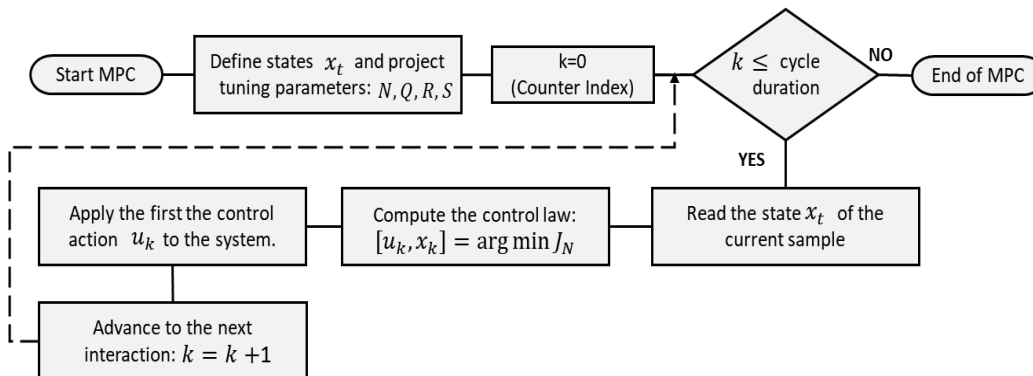 Start MPC
Define states x_t and project
tuning parameters: N, Q, R, S
k=0
(Counter Index)
k ≤ cycle
duration
NO
End of MPC
YES
Read the state x_t of the
current sample
Compute the control law:
[u_k, x_k] = arg min J_N
Apply the first the control
action u_k to the system.
Advance to the next
interaction: k = k +1